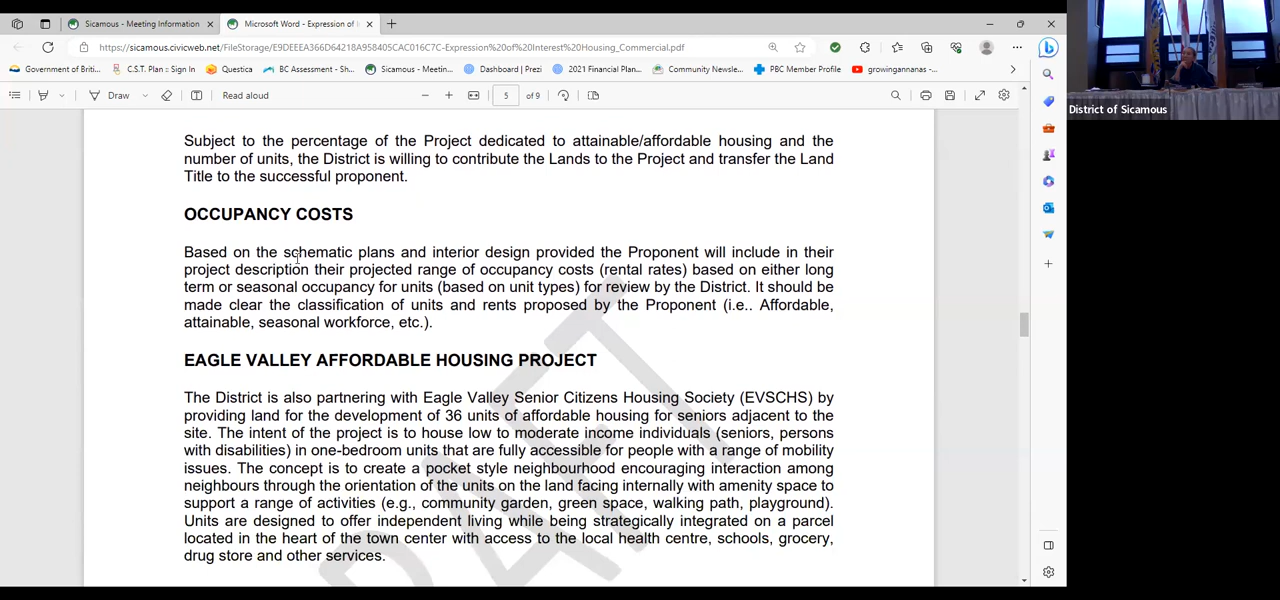 Sicamous - Meeting Information
Microsoft Word - Expression of I
https://sicamous.civicweb.net/FileStorage/E9DEEEA366D64218A958405CAC016C7C-Expression%20of%20Interest%20Housing_Commercial.pdf
Government of Briti...
C.S.T. Plan :: Sign In
Questica
BC Assessment - Sh...
Sicamous - Meetin...
Dashboard | Prezi
2021 Financial Plan...
Community Newsle...
PBC Member Profile
growingannanas -...
Draw
Read aloud
5 of 9
District of Sicamous
Subject to the percentage of the Project dedicated to attainable/affordable housing and the
number of units, the District is willing to contribute the Lands to the Project and transfer the Land
Title to the successful proponent.
OCCUPANCY COSTS
Based on the schematic plans and interior design provided the Proponent will include in their
project description their projected range of occupancy costs (rental rates) based on either long
term or seasonal occupancy for units (based on unit types) for review by the District. It should be
made clear the classification of units and rents proposed by the Proponent (i.e.. Affordable,
attainable, seasonal workforce, etc.).
EAGLE VALLEY AFFORDABLE HOUSING PROJECT
The District is also partnering with Eagle Valley Senior Citizens Housing Society (EVSCHS) by
providing land for the development of 36 units of affordable housing for seniors adjacent to the
site. The intent of the project is to house low to moderate income individuals (seniors, persons
with disabilities) in one-bedroom units that are fully accessible for people with a range of mobility
issues. The concept is to create a pocket style neighbourhood encouraging interaction among
neighbours through the orientation of the units on the land facing internally with amenity space to
support a range of activities (e.g., community garden, green space, walking path, playground).
Units are designed to offer independent living while being strategically integrated on a parcel
located in the heart of the town center with access to the local health centre, schools, grocery,
drug store and other services.